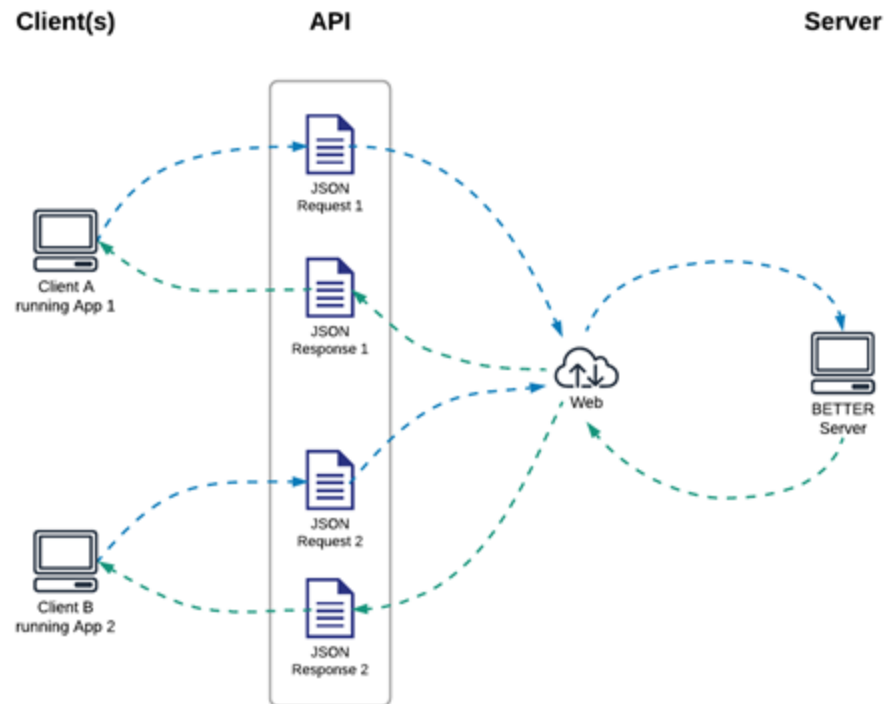 Client(s)
API
Server
JSON
Request 1
Client A
running App 1
JSON
Response 1
Web
BETTER
Server
JSON
Request 2
Client B
running App 2
JSON
Response 2